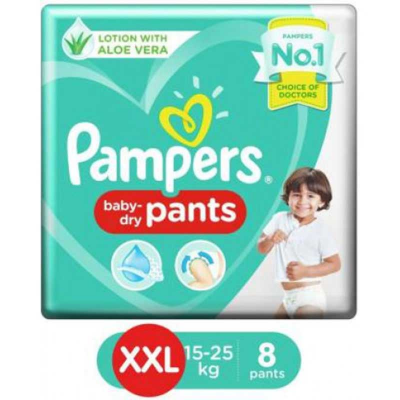 LOTION WITH
ALOE VERA
PAMPERS
No.1
CHOICE OF
DOCTORS
Pampers®
baby-dry pants
XXL
15-25 kg
8 pants